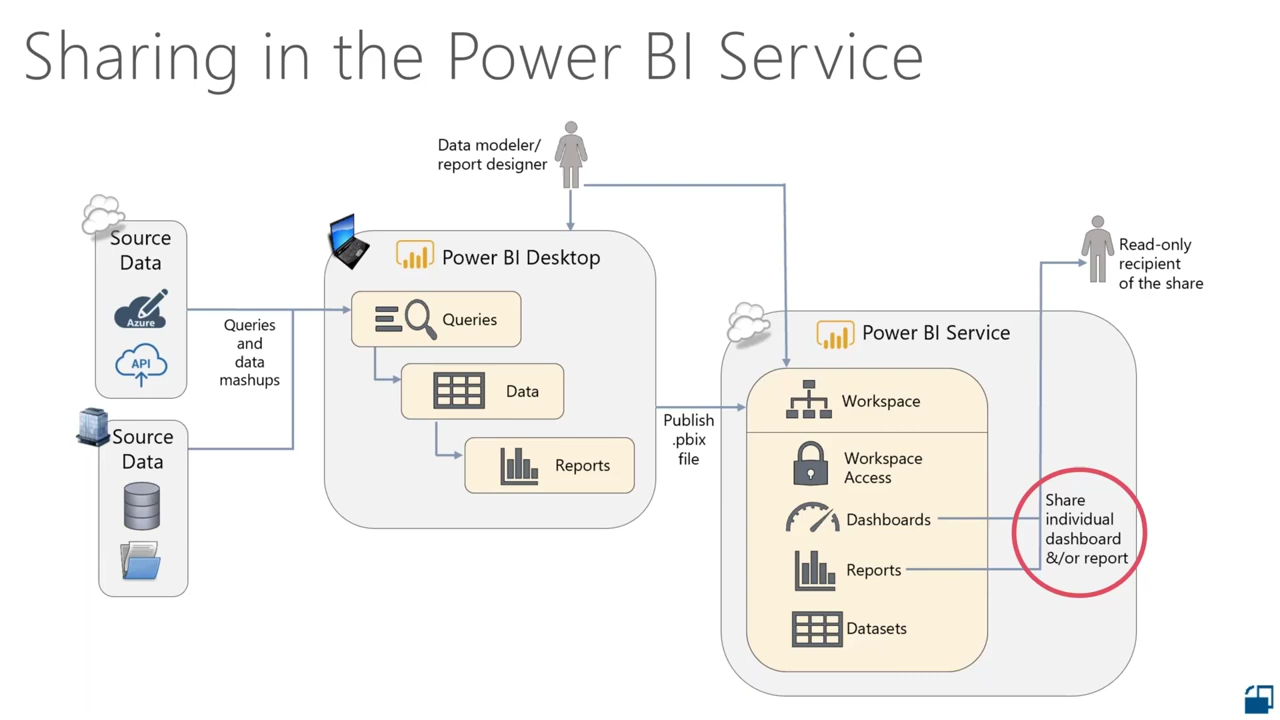 Sharing in the Power BI Service
Data modeler/
report designer
Source
Data
Azure
API
Source
Data
Queries
and
data
mashups
Power BI Desktop
Queries
Data
Reports
Publish
.pbix
file
Power BI Service
Workspace
Workspace
Access
Dashboards
Reports
Datasets
Share
individual
dashboard
&/or report
Read-only
recipient
of the share